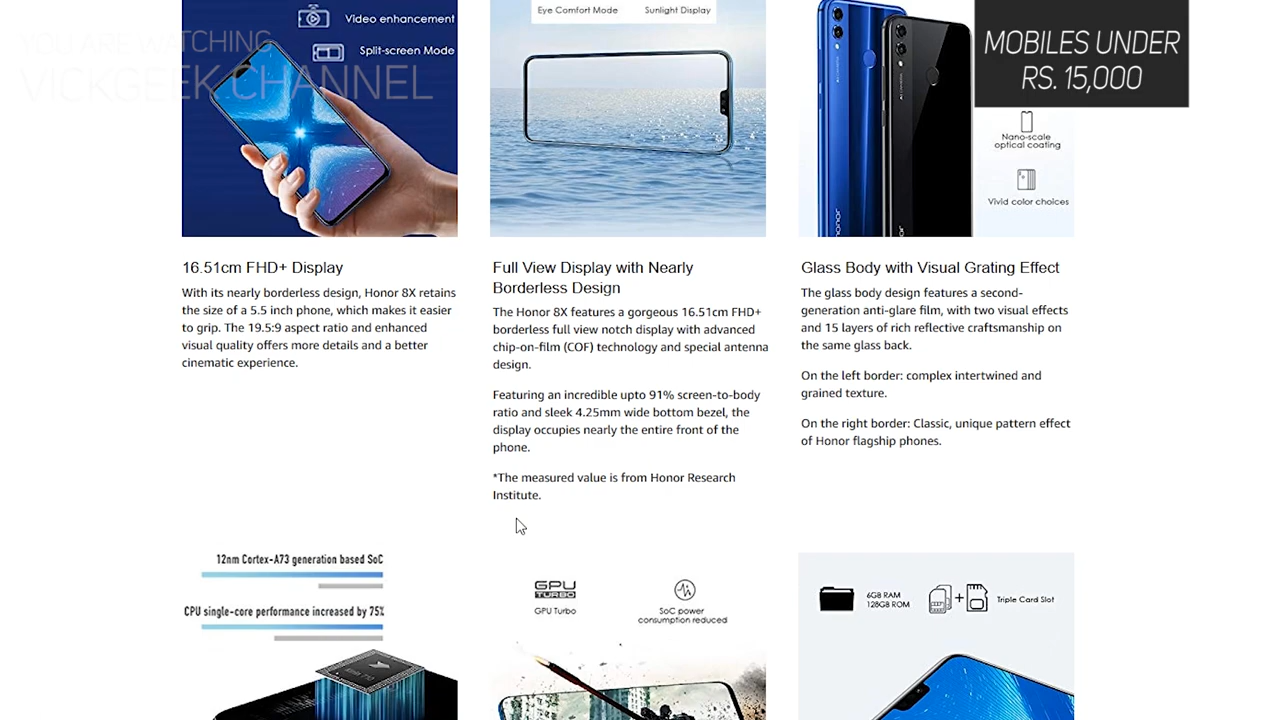 YOU ARE WATCHING
VICKGEEK CHANNEL
Video enhancement
Split-screen Mode
Eye Comfort Mode
Sunlight Display
MOBILES UNDER
RS. 15,000
Nano-scale
optical coating
Vivid color choices
honor
honor
16.51cm FHD+ Display
With its nearly borderless design, Honor 8X retains
the size of a 5.5 inch phone, which makes it easier
to grip. The 19.5:9 aspect ratio and enhanced
visual quality offers more details and a better
cinematic experience.
Full View Display with Nearly
Borderless Design
The Honor 8X features a gorgeous 16.51cm FHD+
borderless full view notch display with advanced
chip-on-film (COF) technology and special antenna
design.
Featuring an incredible upto 91% screen-to-body
ratio and sleek 4.25mm wide bottom bezel, the
display occupies nearly the entire front of the
phone.
*The measured value is from Honor Research
Institute.
Glass Body with Visual Grating Effect
The glass body design features a second-
generation anti-glare film, with two visual effects
and 15 layers of rich reflective craftsmanship on
the same glass back.
On the left border: complex intertwined and
grained texture.
On the right border: Classic, unique pattern effect
of Honor flagship phones.
12nm Cortex-A73 generation based SoC
CPU single-core performance increased by 75%
Kirin 710
GPU
TURBO
GPU Turbo
SoC power
consumption reduced
6GB RAM
128GB ROM
+
Triple Card Slot